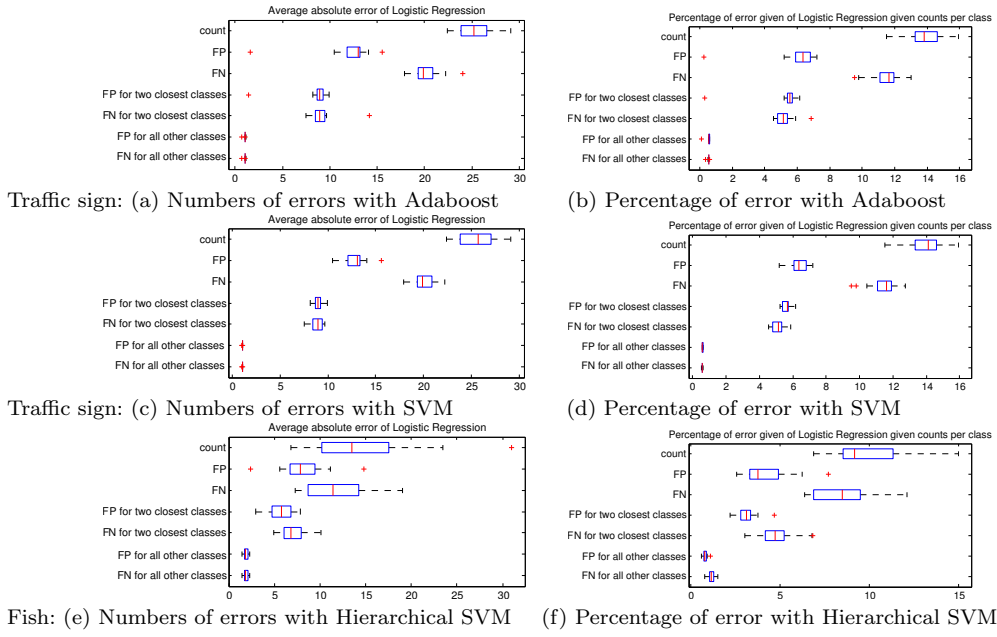 Average absolute error of Logistic Regression
count
FP
FN
FP for two closest classes
FN for two closest classes
FP for all other classes
FN for all other classes
0 5 10 15 20 25 30
Traffic sign: (a) Numbers of errors with Adaboost
Percentage of error given of Logistic Regression given counts per class
count
FP
FN
FP for two closest classes
FN for two closest classes
FP for all other classes
FN for all other classes
0 2 4 6 8 10 12 14 16
(b) Percentage of error with Adaboost
Average absolute error of Logistic Regression
count
FP
FN
FP for two closest classes
FN for two closest classes
FP for all other classes
FN for all other classes
0 5 10 15 20 25 30
Traffic sign: (c) Numbers of errors with SVM
Percentage of error given of Logistic Regression given counts per class
count
FP
FN
FP for two closest classes
FN for two closest classes
FP for all other classes
FN for all other classes
0 2 4 6 8 10 12 14 16
(d) Percentage of error with SVM
Average absolute error of Logistic Regression
count
FP
FN
FP for two closest classes
FN for two closest classes
FP for all other classes
FN for all other classes
0 5 10 15 20 25 30
Fish: (e) Numbers of errors with Hierarchical SVM
Percentage of error given of Logistic Regression given counts per class
count
FP
FN
FP for two closest classes
FN for two closest classes
FP for all other classes
FN for all other classes
0 5 10 15
(f) Percentage of error with Hierarchical SVM